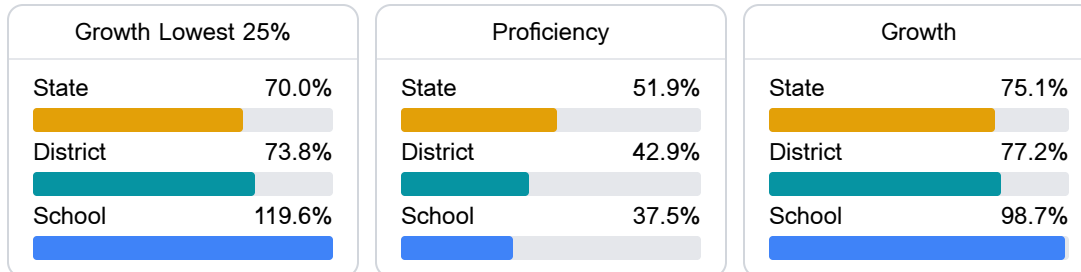 Growth Lowest 25%
State 70.0%
District 73.8%
School 119.6%
Proficiency
State 51.9%
District 42.9%
School 37.5%
Growth
State 75.1%
District 77.2%
School 98.7%